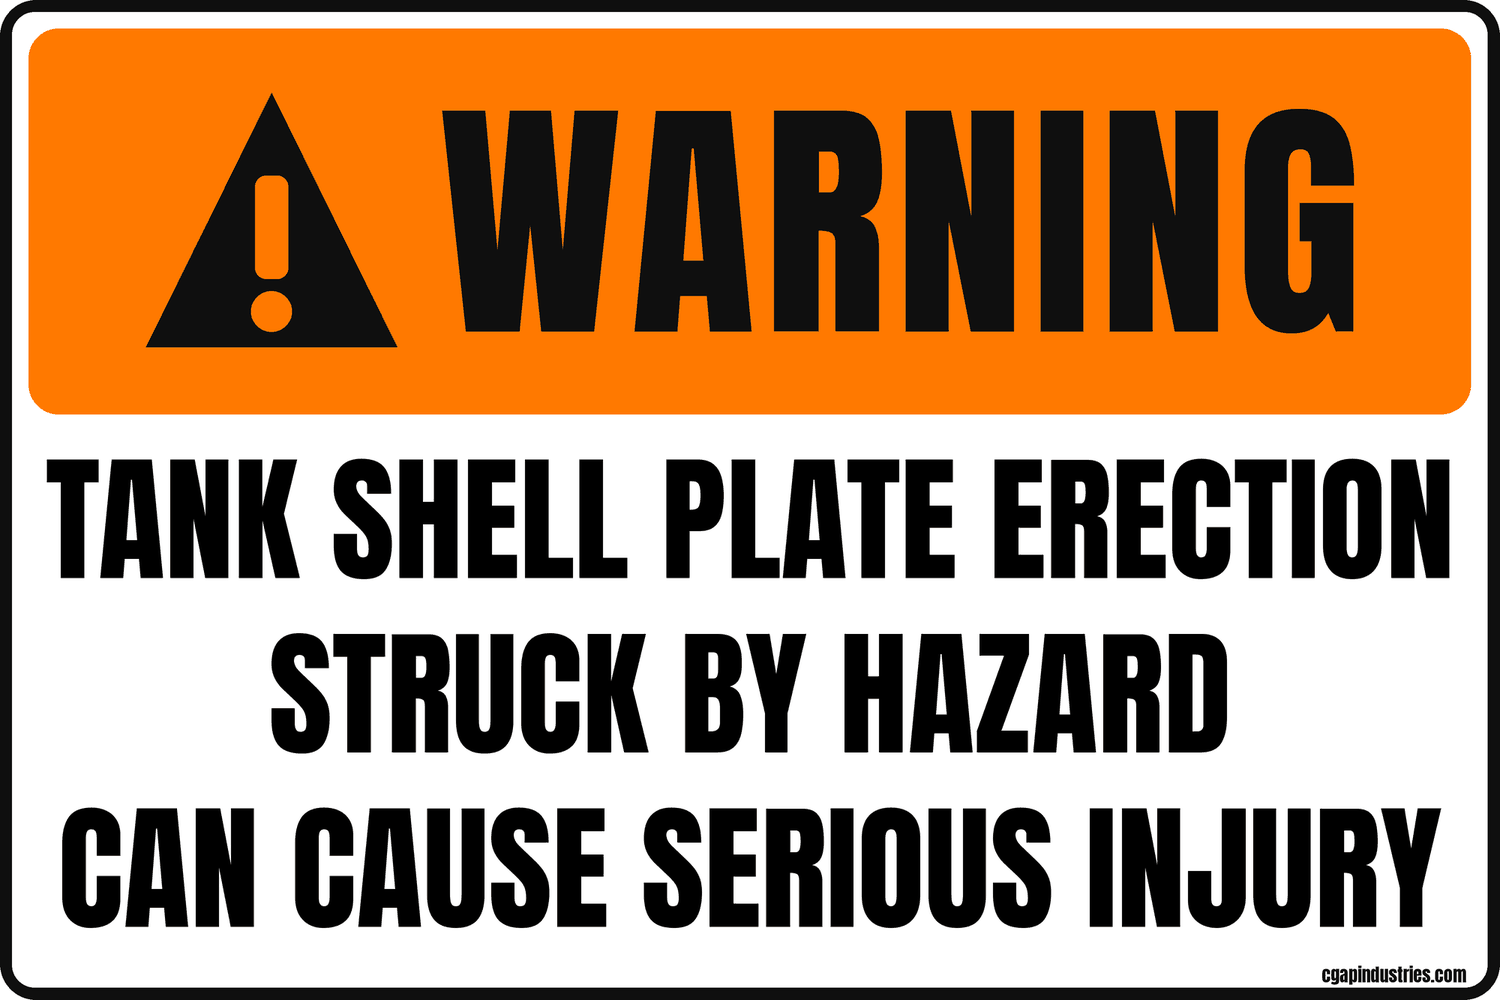 WARNING
TANK SHELL PLATE ERECTION
STRUCK BY HAZARD
CAN CAUSE SERIOUS INJURY
cgapindustries.com